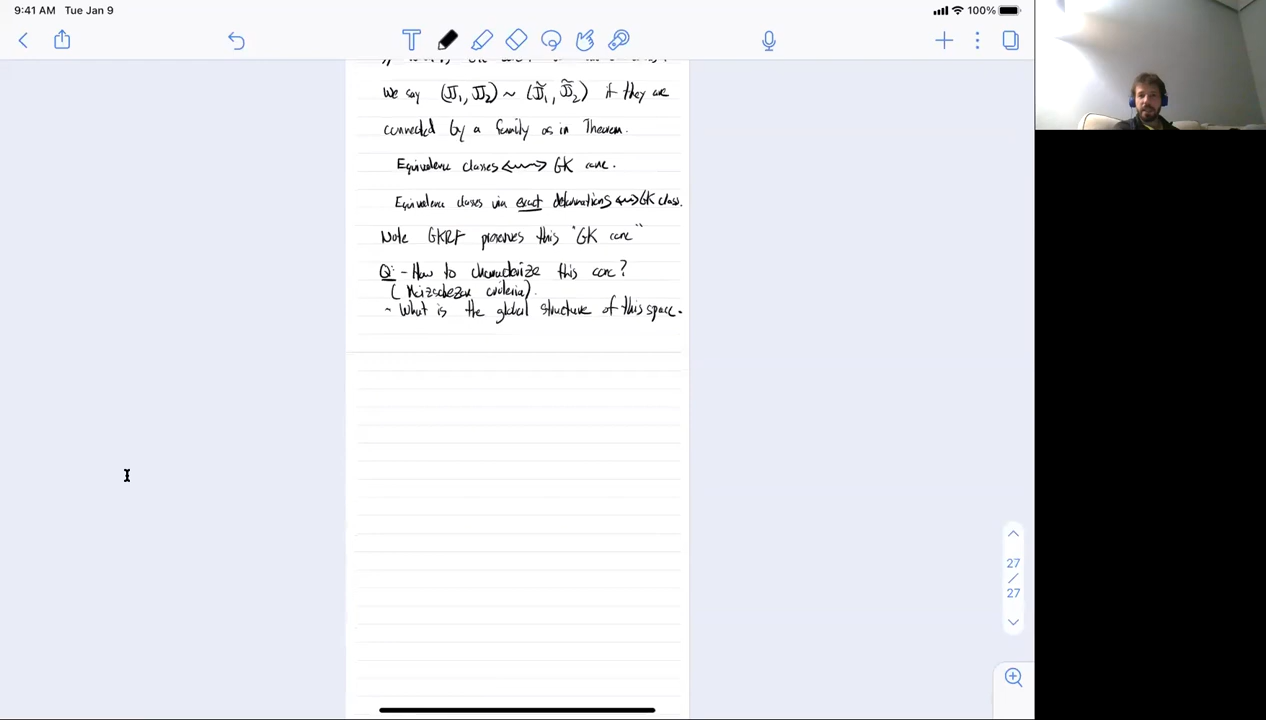 9:41 AM Tue Jan 9
100%
We say (𝕁₁, 𝕁₂) ~ (𝕁̃₁, 𝕁̃₂) if they are
connected by a family as in Theorem.
Equivalence classes <~~> GK cone.
Equivalence classes via exact deformations <~> GK class.
Note GKRF preserves this "GK cone"
Q: - How to characterize this cone?
( criteria).
~ What is the global structure of this space.
27
/
27